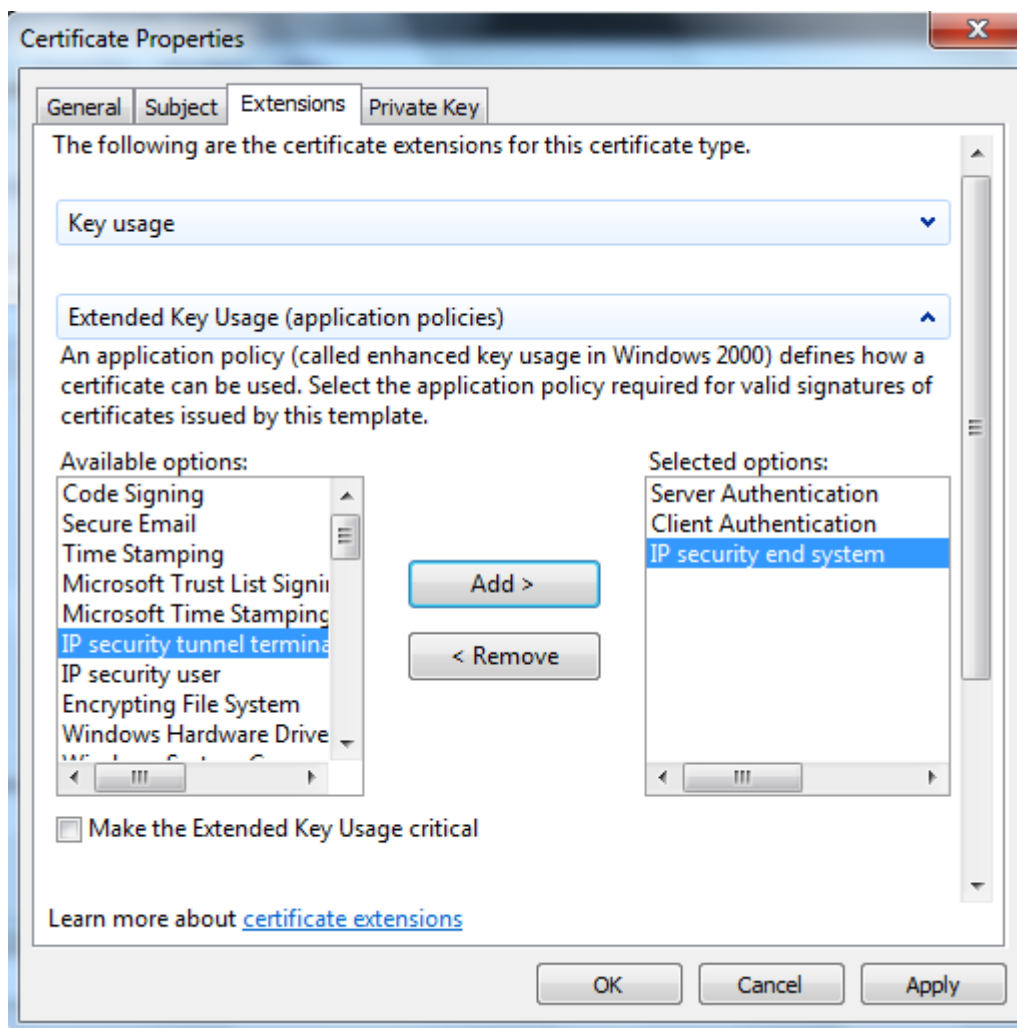 Certificate Properties
General Subject Extensions Private Key
The following are the certificate extensions for this certificate type.
Key usage
Extended Key Usage (application policies)
An application policy (called enhanced key usage in Windows 2000) defines how a
certificate can be used. Select the application policy required for valid signatures of
certificates issued by this template.
Available options:
Code Signing
Secure Email
Time Stamping
Microsoft Trust List Signi
Microsoft Time Stamping
IP security tunnel termina
IP security user
Encrypting File System
Windows Hardware Drive
Add >
< Remove
Selected options:
Server Authentication
Client Authentication
IP security end system
Make the Extended Key Usage critical
Learn more about certificate extensions
OK Cancel Apply